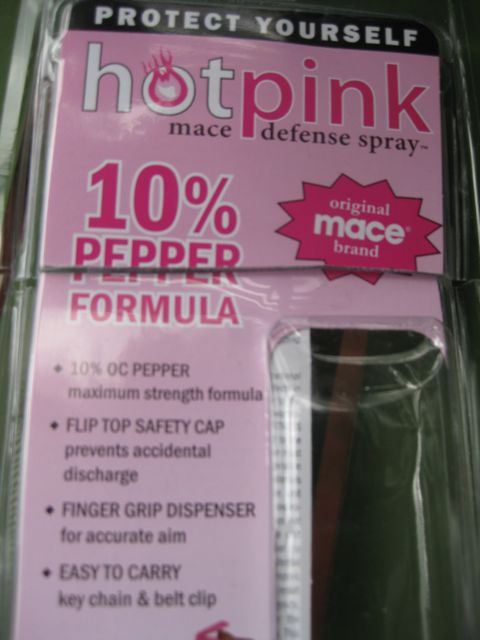 PROTECT YOURSELF
hotpink
mace defense spray™
10%
PEPPER
FORMULA
original
mace®
brand
10% OC PEPPER
maximum strength formula
FLIP TOP SAFETY CAP
prevents accidental
discharge
FINGER GRIP DISPENSER
for accurate aim
EASY TO CARRY
key chain & belt clip